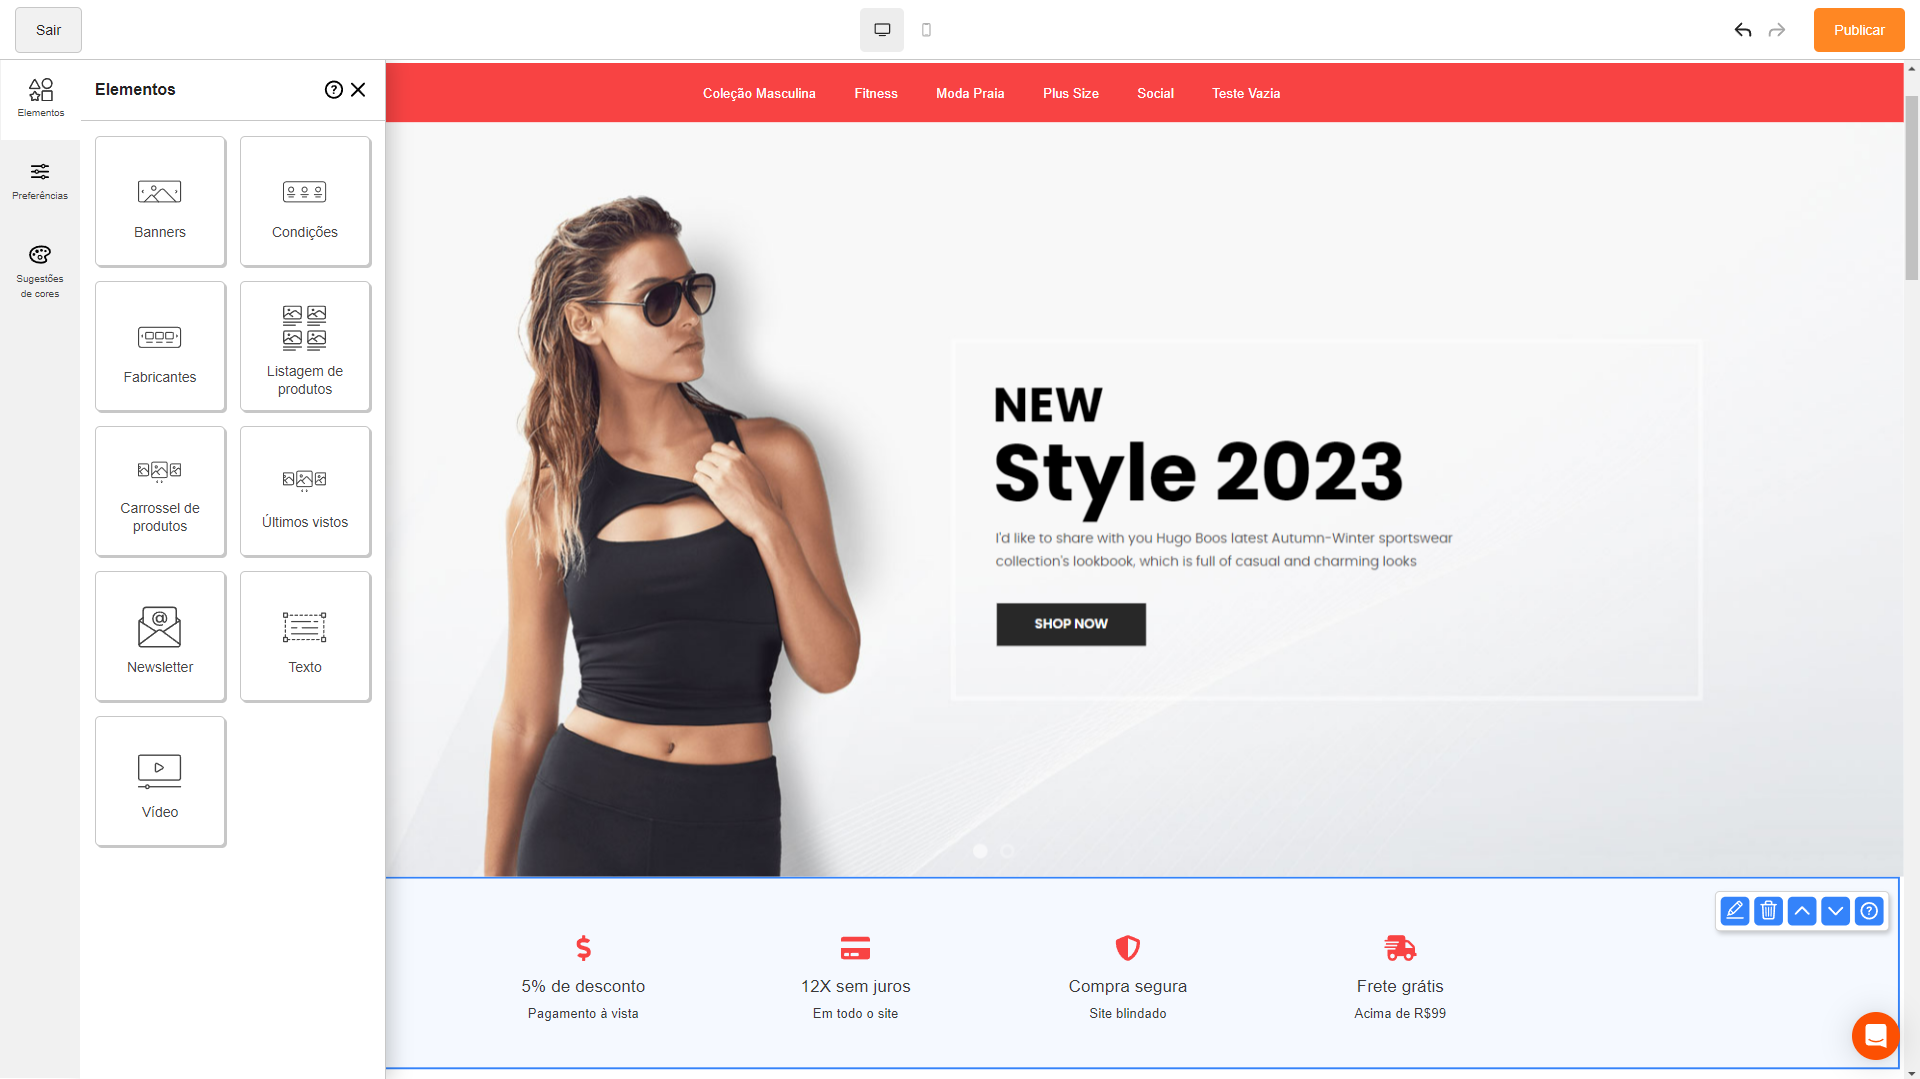 Sair
Publicar
Elementos
Preferências
Sugestões
de cores
Elementos
Banners
Condições
Fabricantes
Listagem de
produtos
Carrossel de
produtos
Últimos vistos
Newsletter
Texto
Vídeo
Coleção Masculina
Fitness
Moda Praia
Plus Size
Social
Teste Vazia
NEW
Style 2023
I'd like to share with you Hugo Boos latest Autumn-Winter sportswear
collection's lookbook, which is full of casual and charming looks
SHOP NOW
5% de desconto
Pagamento à vista
12X sem juros
Em todo o site
Compra segura
Site blindado
Frete grátis
Acima de R$99